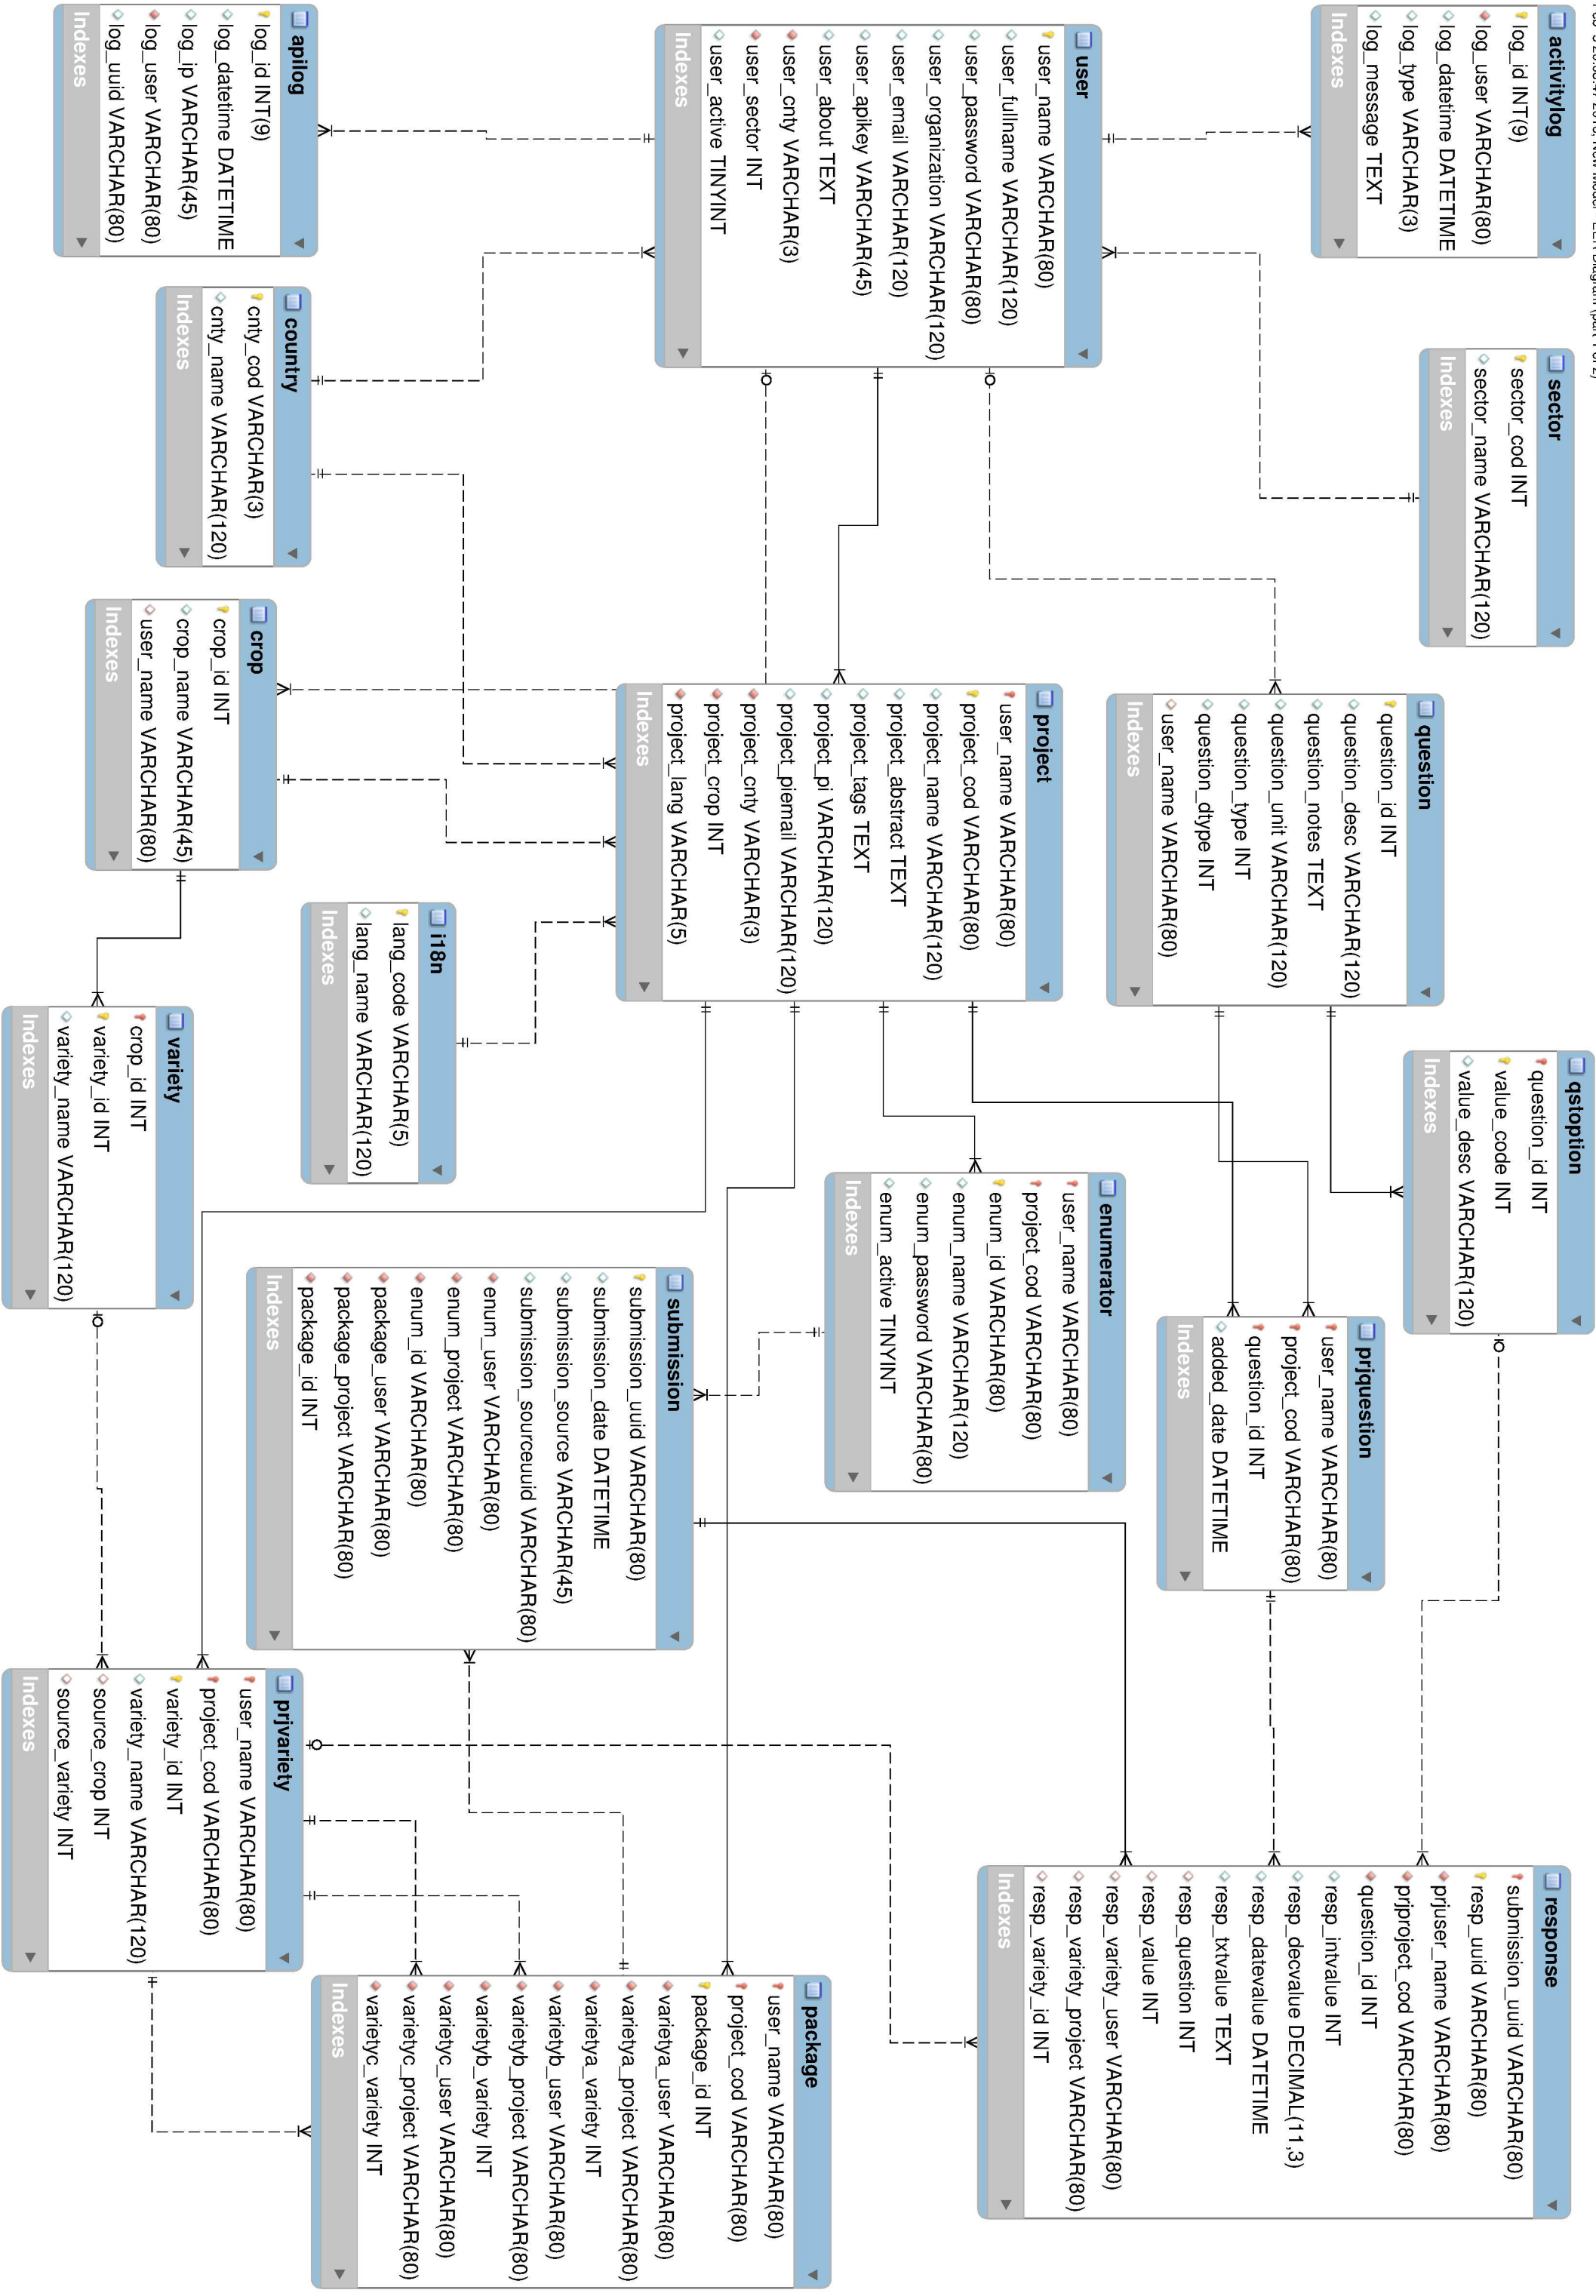 New Model - EER Diagram (part 1 of 2)
activitylog
log_id INT(9)
log_user VARCHAR(80)
log_datetime DATETIME
log_type VARCHAR(3)
log_message TEXT
Indexes
sector
sector_cod INT
sector_name VARCHAR(120)
Indexes
question
question_id INT
question_desc VARCHAR(120)
question_notes TEXT
question_unit VARCHAR(120)
question_type INT
question_dtype INT
user_name VARCHAR(80)
Indexes
qstoption
question_id INT
value_code INT
value_desc VARCHAR(120)
Indexes
prjquestion
user_name VARCHAR(80)
project_cod VARCHAR(80)
question_id INT
added_date DATETIME
Indexes
response
submission_uuid VARCHAR(80)
resp_uuid VARCHAR(80)
prjuser_name VARCHAR(80)
prjproject_cod VARCHAR(80)
question_id INT
resp_intvalue INT
resp_decvalue DECIMAL(11,3)
resp_datevalue DATETIME
resp_txtvalue TEXT
resp_question INT
resp_value INT
resp_variety_user VARCHAR(80)
resp_variety_project VARCHAR(80)
resp_variety_id INT
Indexes
user
user_name VARCHAR(80)
user_fullname VARCHAR(120)
user_password VARCHAR(80)
user_organization VARCHAR(120)
user_email VARCHAR(120)
user_apikey VARCHAR(45)
user_about TEXT
user_cnty VARCHAR(3)
user_sector INT
user_active TINYINT
Indexes
project
user_name VARCHAR(80)
project_cod VARCHAR(80)
project_name VARCHAR(120)
project_abstract TEXT
project_tags TEXT
project_pi VARCHAR(120)
project_piemail VARCHAR(120)
project_cnty VARCHAR(3)
project_crop INT
project_lang VARCHAR(5)
Indexes
enumerator
user_name VARCHAR(80)
project_cod VARCHAR(80)
enum_id VARCHAR(80)
enum_name VARCHAR(120)
enum_password VARCHAR(80)
enum_active TINYINT
Indexes
submission
submission_uuid VARCHAR(80)
submission_date DATETIME
submission_source VARCHAR(45)
submission_sourceuuid VARCHAR(80)
enum_user VARCHAR(80)
enum_project VARCHAR(80)
enum_id VARCHAR(80)
package_user VARCHAR(80)
package_project VARCHAR(80)
package_id INT
Indexes
package
user_name VARCHAR(80)
project_cod VARCHAR(80)
package_id INT
varietya_user VARCHAR(80)
varietya_project VARCHAR(80)
varietya_variety INT
varietyb_user VARCHAR(80)
varietyb_project VARCHAR(80)
varietyb_variety INT
varietyc_user VARCHAR(80)
varietyc_project VARCHAR(80)
varietyc_variety INT
Indexes
apilog
log_id INT(9)
log_datetime DATETIME
log_ip VARCHAR(45)
log_user VARCHAR(80)
log_uuid VARCHAR(80)
Indexes
country
cnty_cod VARCHAR(3)
cnty_name VARCHAR(120)
Indexes
crop
crop_id INT
crop_name VARCHAR(45)
user_name VARCHAR(80)
Indexes
i18n
lang_code VARCHAR(5)
lang_name VARCHAR(120)
Indexes
variety
crop_id INT
variety_id INT
variety_name VARCHAR(120)
Indexes
prjvariety
user_name VARCHAR(80)
project_cod VARCHAR(80)
variety_id INT
variety_name VARCHAR(120)
source_crop INT
source_variety INT
Indexes